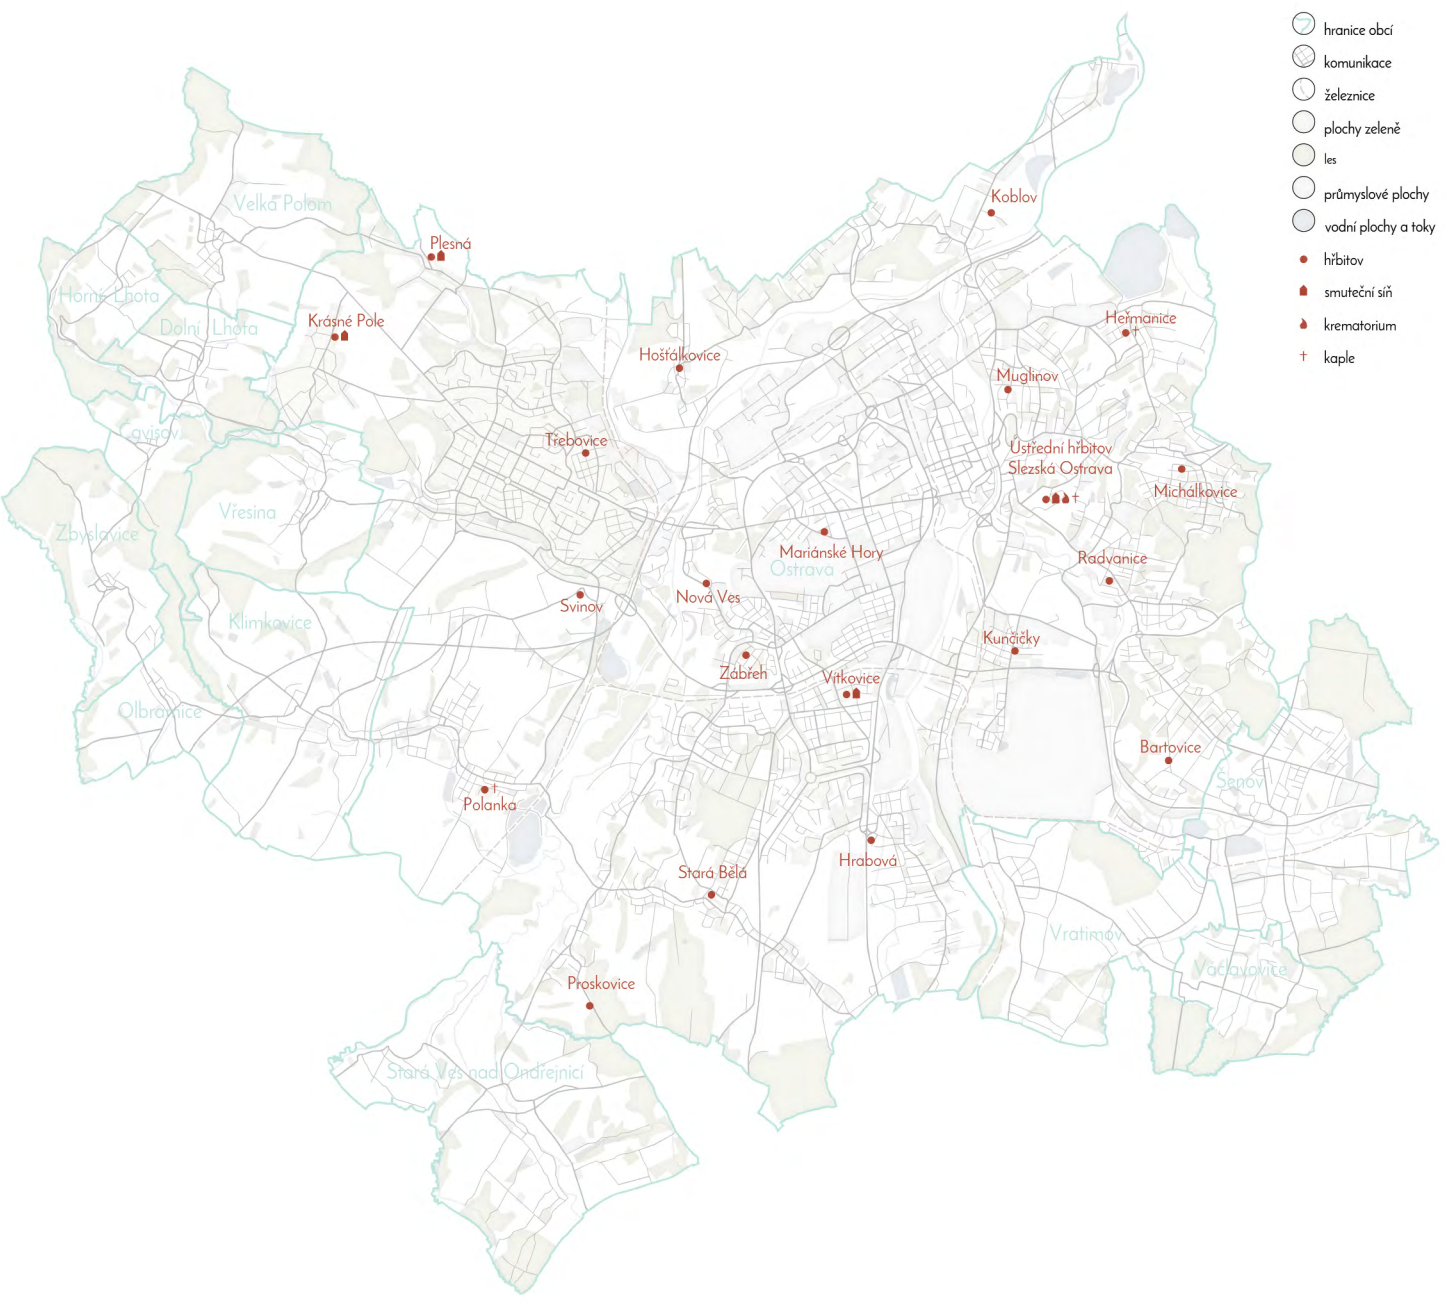 hranice obcí
komunikace
železnice
plochy zeleně
les
průmyslové plochy
vodní plochy a toky
hřbitov
smuteční síň
krematorium
kaple
Koblov
Velká Polom
Plesná
Horní Lhota
Dolní Lhota
Krásné Pole
Heřmanice
Hošťálkovice
Muglinov
Čavisov
Třebovice
Ústřední hřbitov
Slezská Ostrava
Michálkovice
Vřesina
Zbyslavice
Mariánské Hory
Ostrava
Radvanice
Nová Ves
Svinov
Klimkovice
Kunčičky
Zábřeh
Vítkovice
Olbramice
Bartovice
Šenov
Polanka
Hrabová
Stará Bělá
Vratimov
Václavovice
Proskovice
Stará Ves nad Ondřejnicí